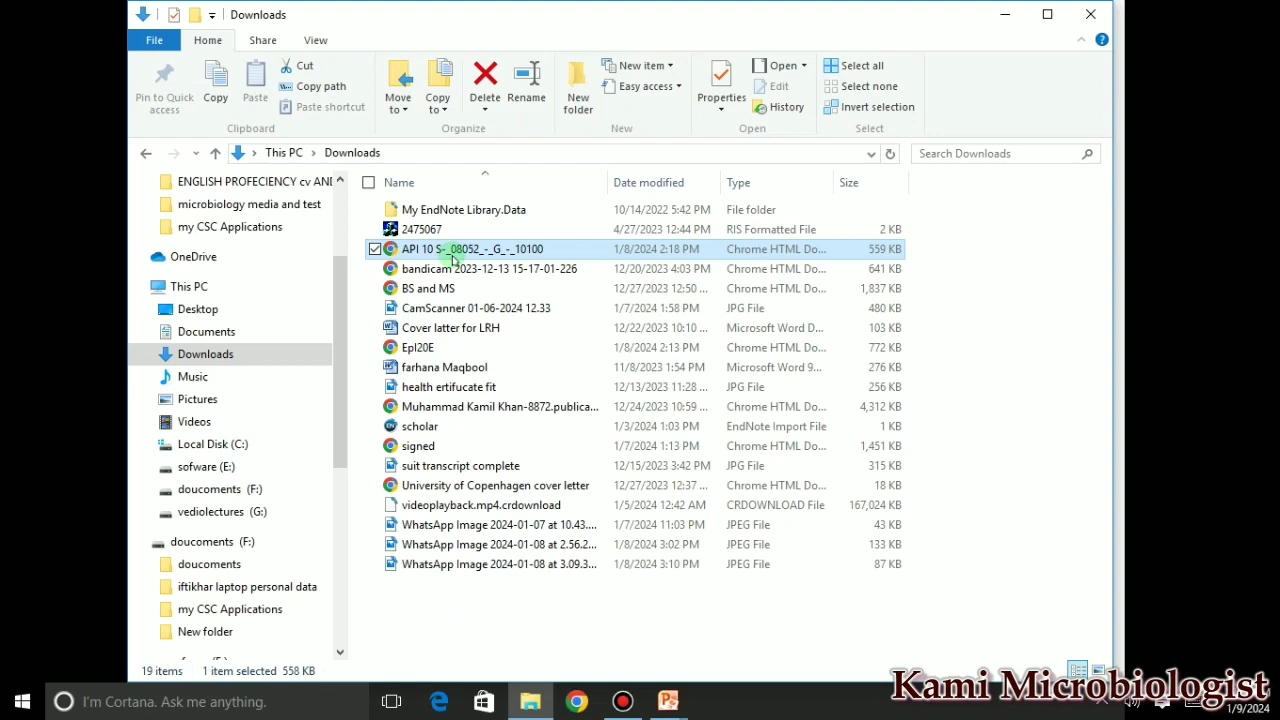 Downloads
File
Home
Share
View
Pin to Quick access
Copy
Paste
Cut
Copy path
Paste shortcut
Clipboard
Move to
Copy to
Delete
Rename
Organize
New folder
New item
Easy access
New
Properties
Open
Edit
History
Open
Select all
Select none
Invert selection
Select
This PC > Downloads
Search Downloads
ENGLISH PROFECIENCY cv AND
microbiology media and test
my CSC Applications
OneDrive
This PC
Desktop
Documents
Downloads
Music
Pictures
Videos
Local Disk (C:)
sofware (E:)
doucoments (F:)
vediolectures (G:)
doucoments (F:)
doucoments
iftikhar laptop personal data
my CSC Applications
New folder
Name Date modified Type Size
My EndNote Library.Data 10/14/2022 5:42 PM File folder
2475067 4/27/2023 12:44 PM RIS Formatted File 2 KB
API 10 S-_08052_-_G_-_10100 1/8/2024 2:18 PM Chrome HTML Do... 559 KB
bandicam 2023-12-13 15-17-01-226 12/20/2023 4:03 PM Chrome HTML Do... 641 KB
BS and MS 12/27/2023 12:50 ... Chrome HTML Do... 1,837 KB
CamScanner 01-06-2024 12.33 1/7/2024 1:58 PM JPG File 480 KB
Cover latter for LRH 12/22/2023 10:10 ... Microsoft Word D... 103 KB
EpI20E 1/8/2024 2:13 PM Chrome HTML Do... 772 KB
farhana Maqbool 11/8/2023 1:54 PM Microsoft Word 9... 276 KB
health ertifucate fit 12/13/2023 11:28 ... JPG File 256 KB
Muhammad Kamil Khan-8872.publica... 12/24/2023 10:59 ... Chrome HTML Do... 4,312 KB
scholar 1/3/2024 1:03 PM EndNote Import File 1 KB
signed 1/7/2024 1:13 PM Chrome HTML Do... 1,451 KB
suit transcript complete 12/15/2023 3:42 PM JPG File 315 KB
University of Copenhagen cover letter 12/27/2023 12:37 ... Chrome HTML Do... 18 KB
videoplayback.mp4.crdownload 1/5/2024 12:42 AM CRDOWNLOAD File 167,024 KB
WhatsApp Image 2024-01-07 at 10.43.... 1/7/2024 11:03 PM JPEG File 43 KB
WhatsApp Image 2024-01-08 at 2.56.2... 1/8/2024 3:02 PM JPEG File 133 KB
WhatsApp Image 2024-01-08 at 3.09.3... 1/8/2024 3:10 PM JPEG File 87 KB
19 items 1 item selected 558 KB
Kami Microbiologist
I'm Cortana. Ask me anything.
1/9/2024